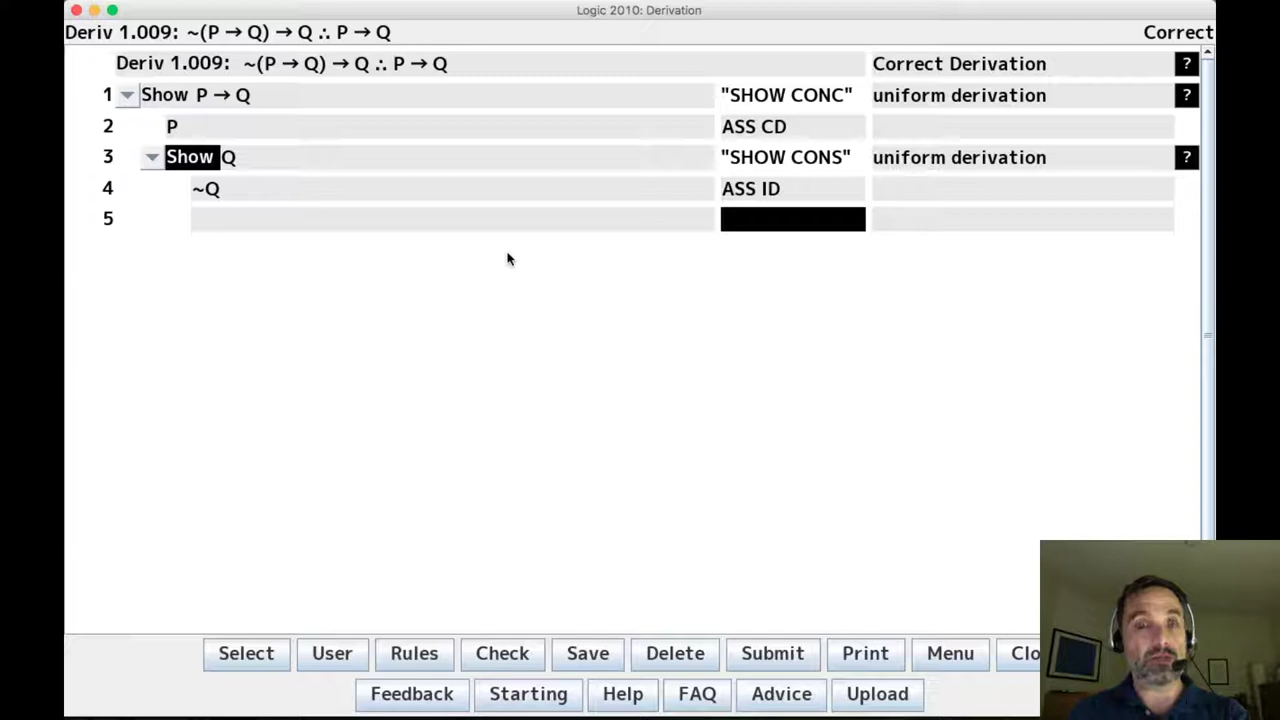 Logic 2010: Derivation
Deriv 1.009: ~(P → Q) → Q ∴ P → Q Correct
Deriv 1.009: ~(P → Q) → Q ∴ P → Q Correct Derivation ?
1 Show P → Q "SHOW CONC" uniform derivation ?
2 P ASS CD
3 Show Q "SHOW CONS" uniform derivation ?
4 ~Q ASS ID
5
Select User Rules Check Save Delete Submit Print Menu Clo
Feedback Starting Help FAQ Advice Upload